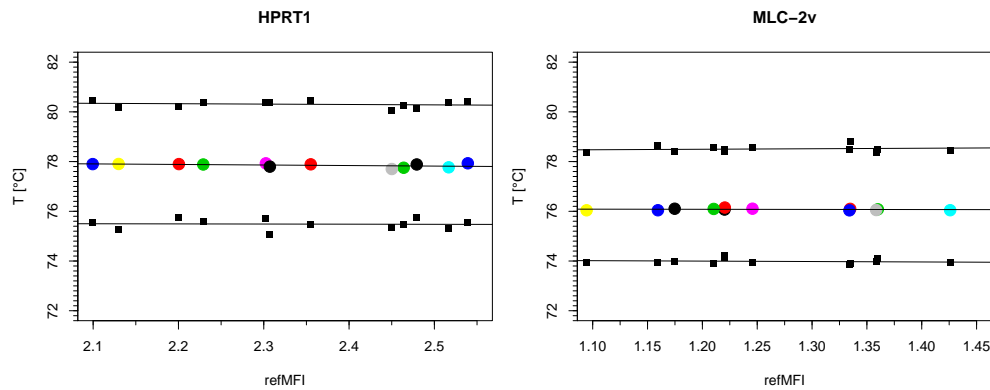 HPRT1
T [°C]
72 74 76 78 80 82
2.1 2.2 2.3 2.4 2.5
refMFI
MLC−2v
T [°C]
72 74 76 78 80 82
1.10 1.15 1.20 1.25 1.30 1.35 1.40 1.45
refMFI